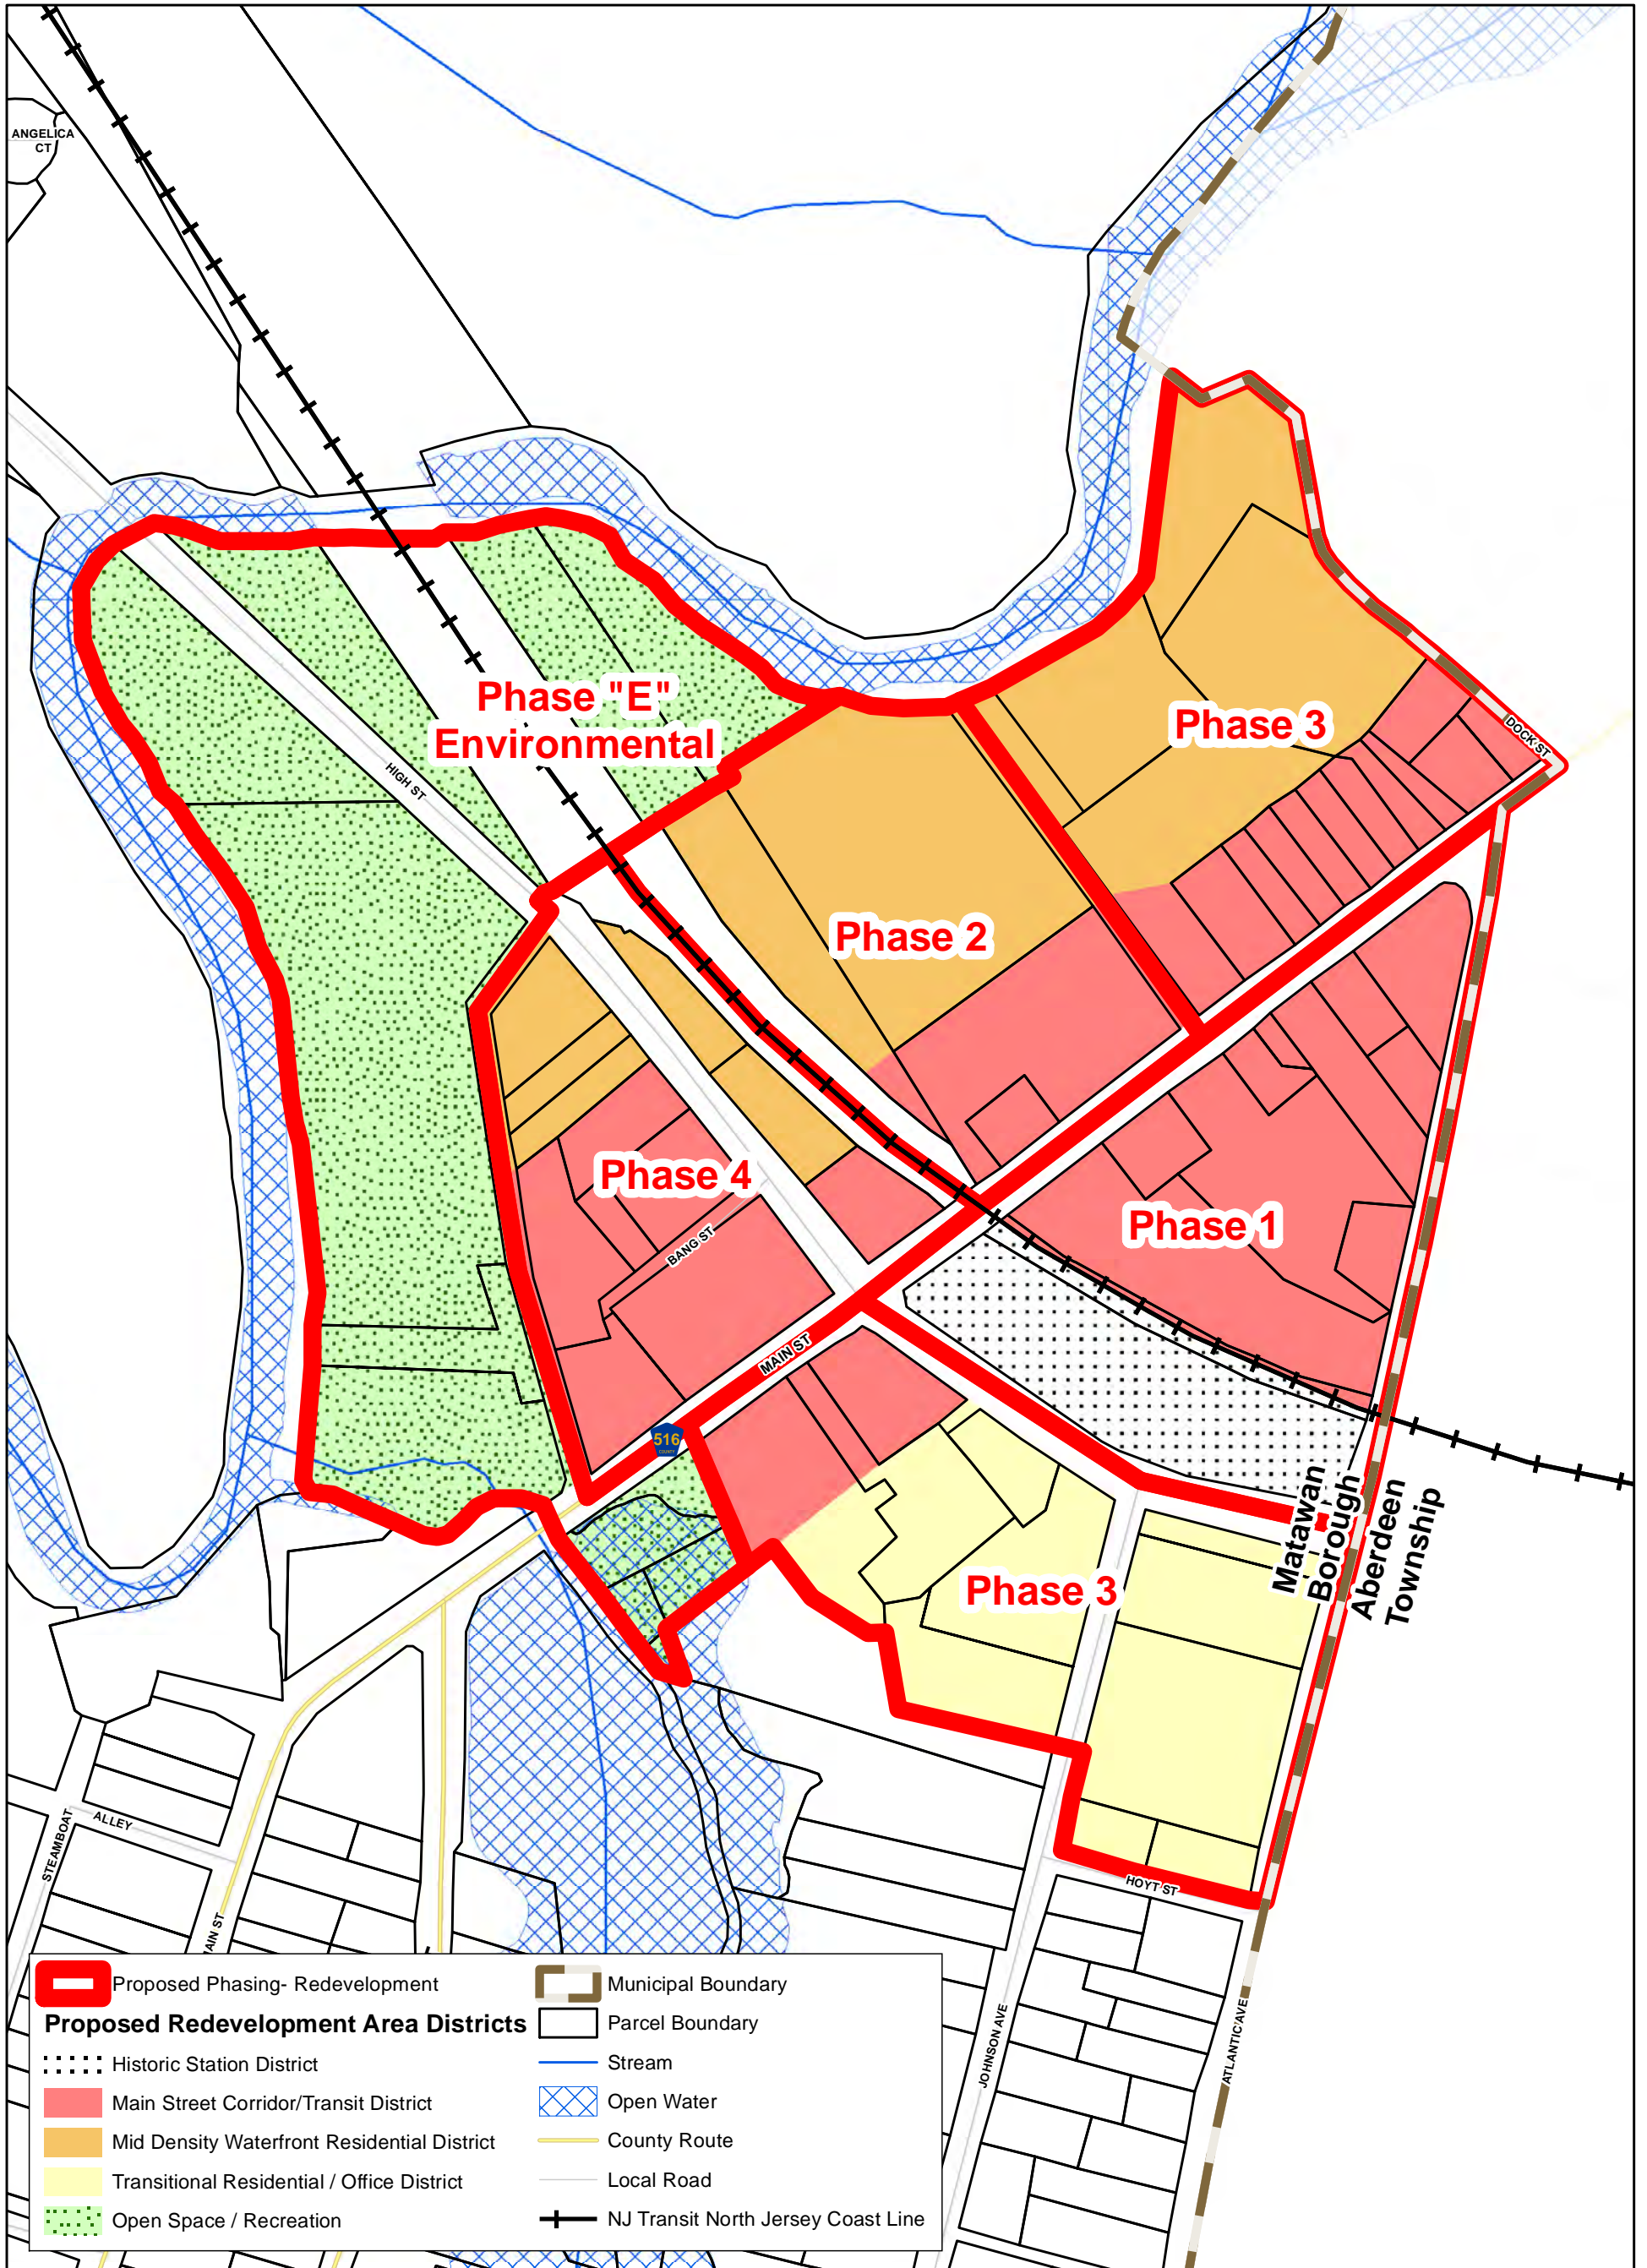 ANGELICA
CT
Phase "E"
Environmental
Phase 3
DOCK ST
HIGH ST
Phase 2
Phase 4
Phase 1
BANG ST
MAIN ST
516
COUNTY
Matawan
Borough
Aberdeen
Township
Phase 3
STEAMBOAT
ALLEY
HOYT ST
AIN ST
JOHNSON AVE
ATLANTIC AVE
Proposed Phasing- Redevelopment
Proposed Redevelopment Area Districts
Historic Station District
Main Street Corridor/Transit District
Mid Density Waterfront Residential District
Transitional Residential / Office District
Open Space / Recreation
Municipal Boundary
Parcel Boundary
Stream
Open Water
County Route
Local Road
NJ Transit North Jersey Coast Line